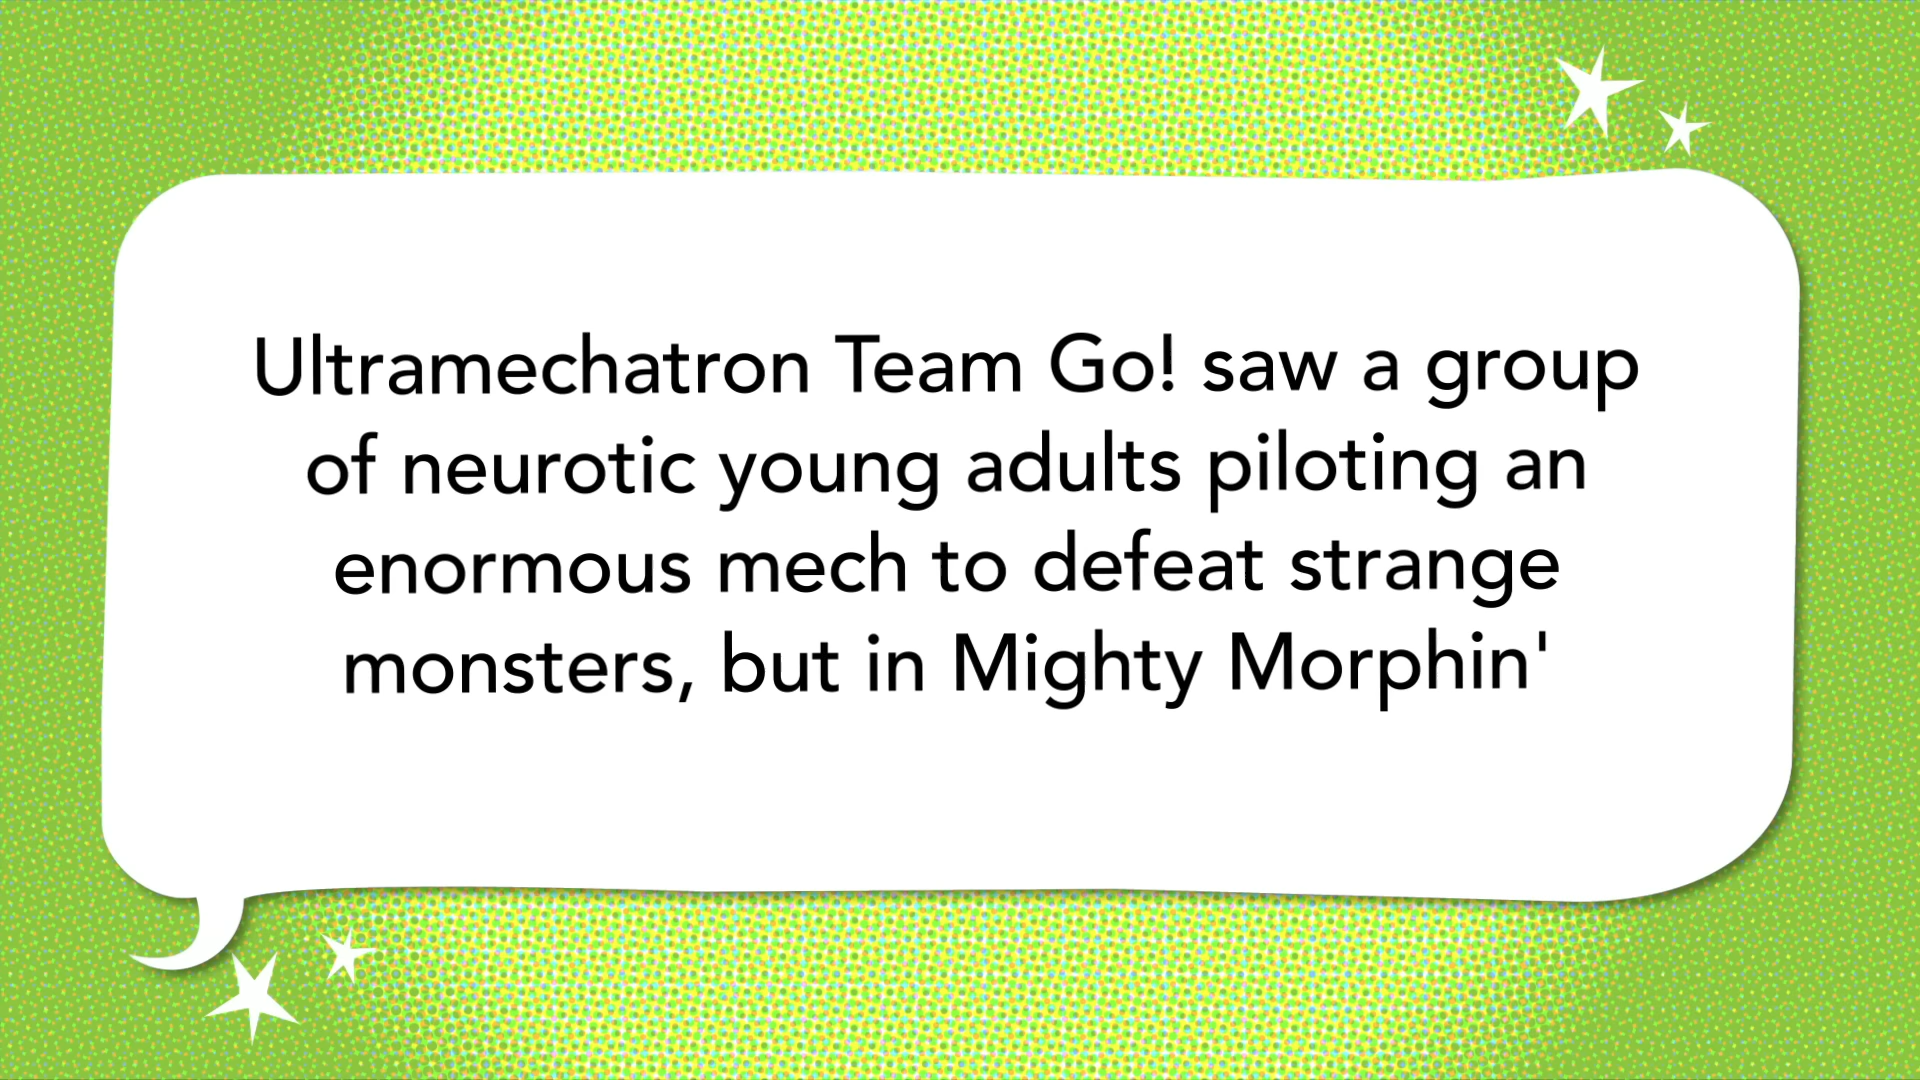 Ultramechatron Team Go! saw a group
of neurotic young adults piloting an
enormous mech to defeat strange
monsters, but in Mighty Morphin'